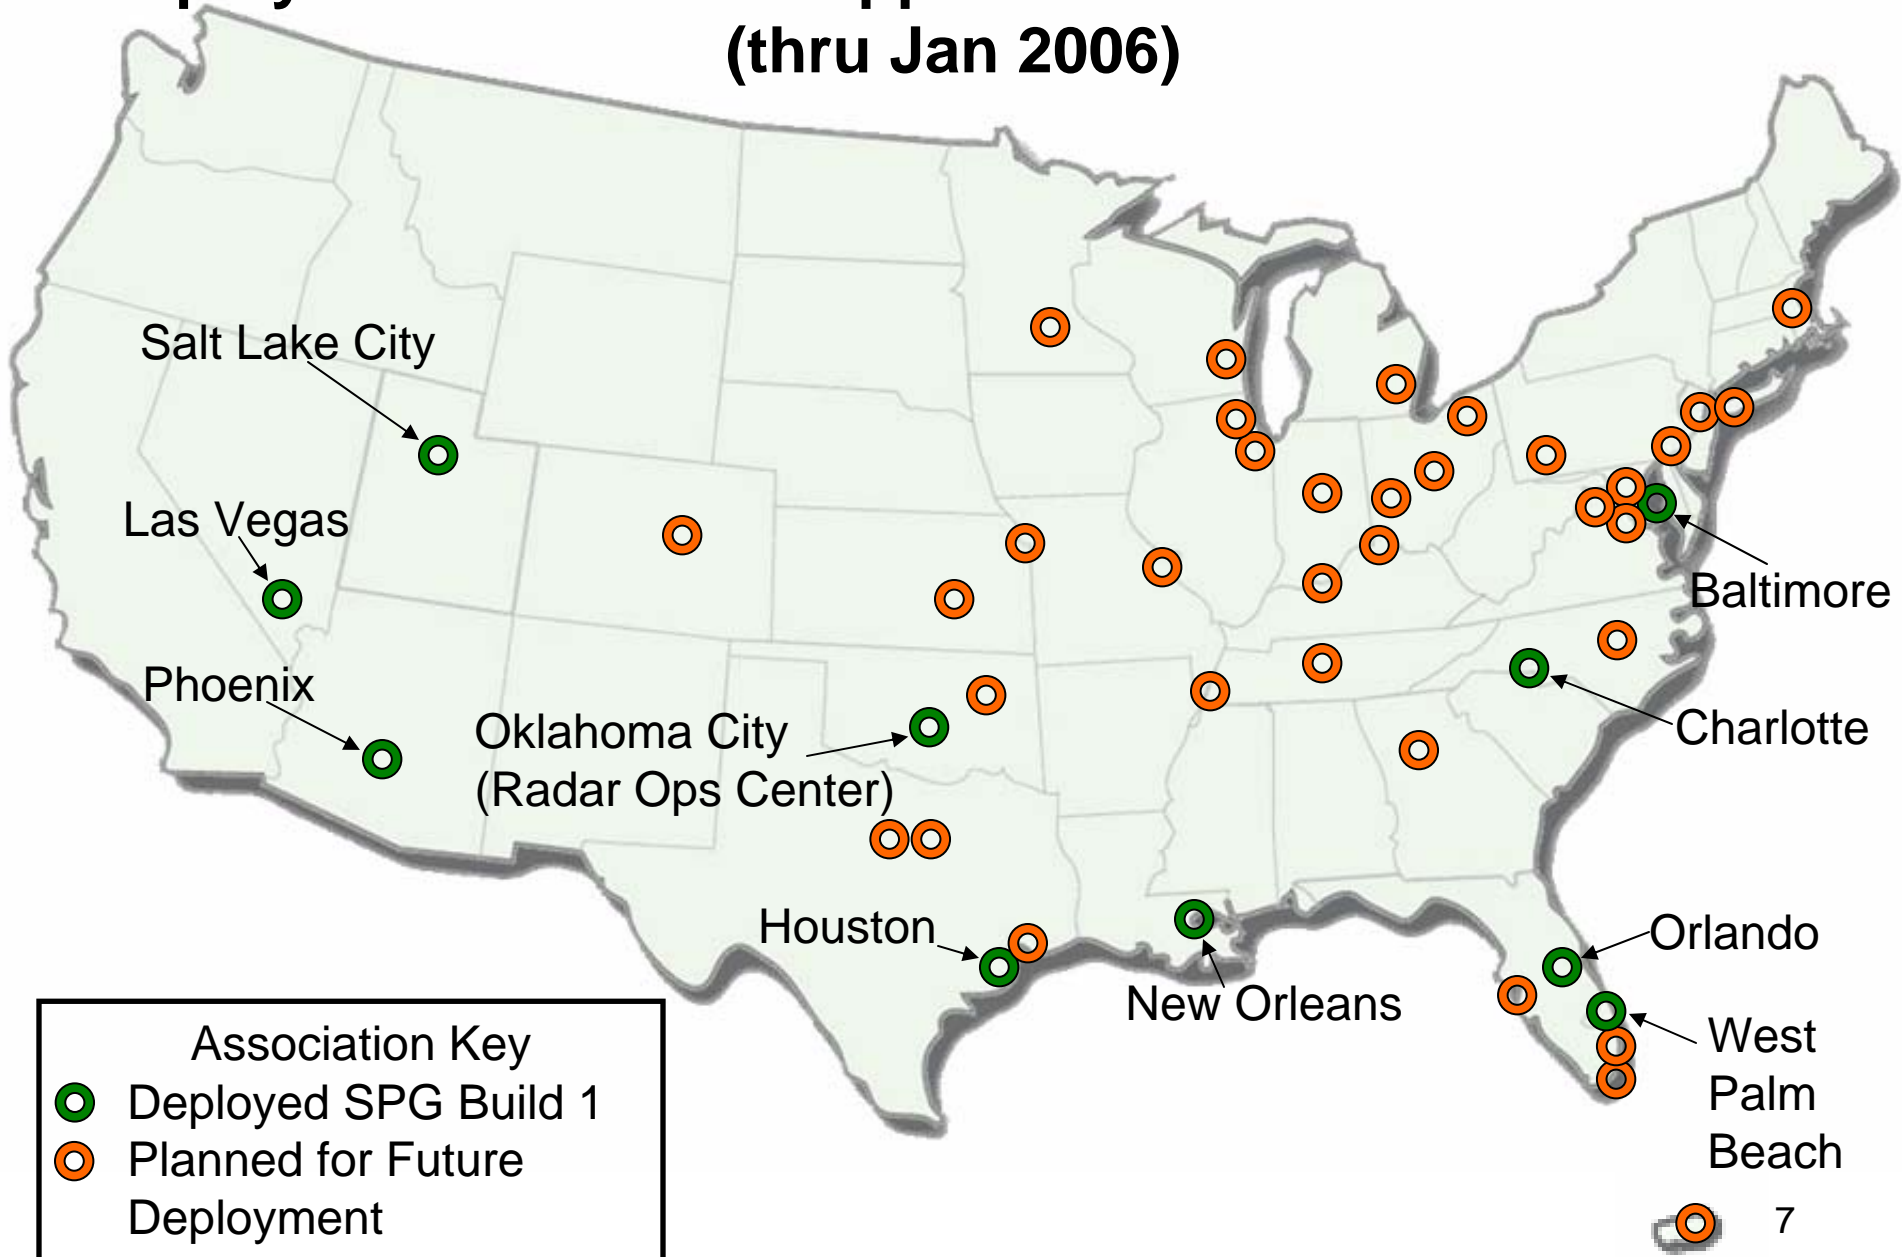 (thru Jan 2006)
Salt Lake City
Las Vegas
Phoenix
Oklahoma City
(Radar Ops Center)
Houston
New Orleans
Baltimore
Charlotte
Orlando
West
Palm
Beach
Association Key
Deployed SPG Build 1
Planned for Future
Deployment
7